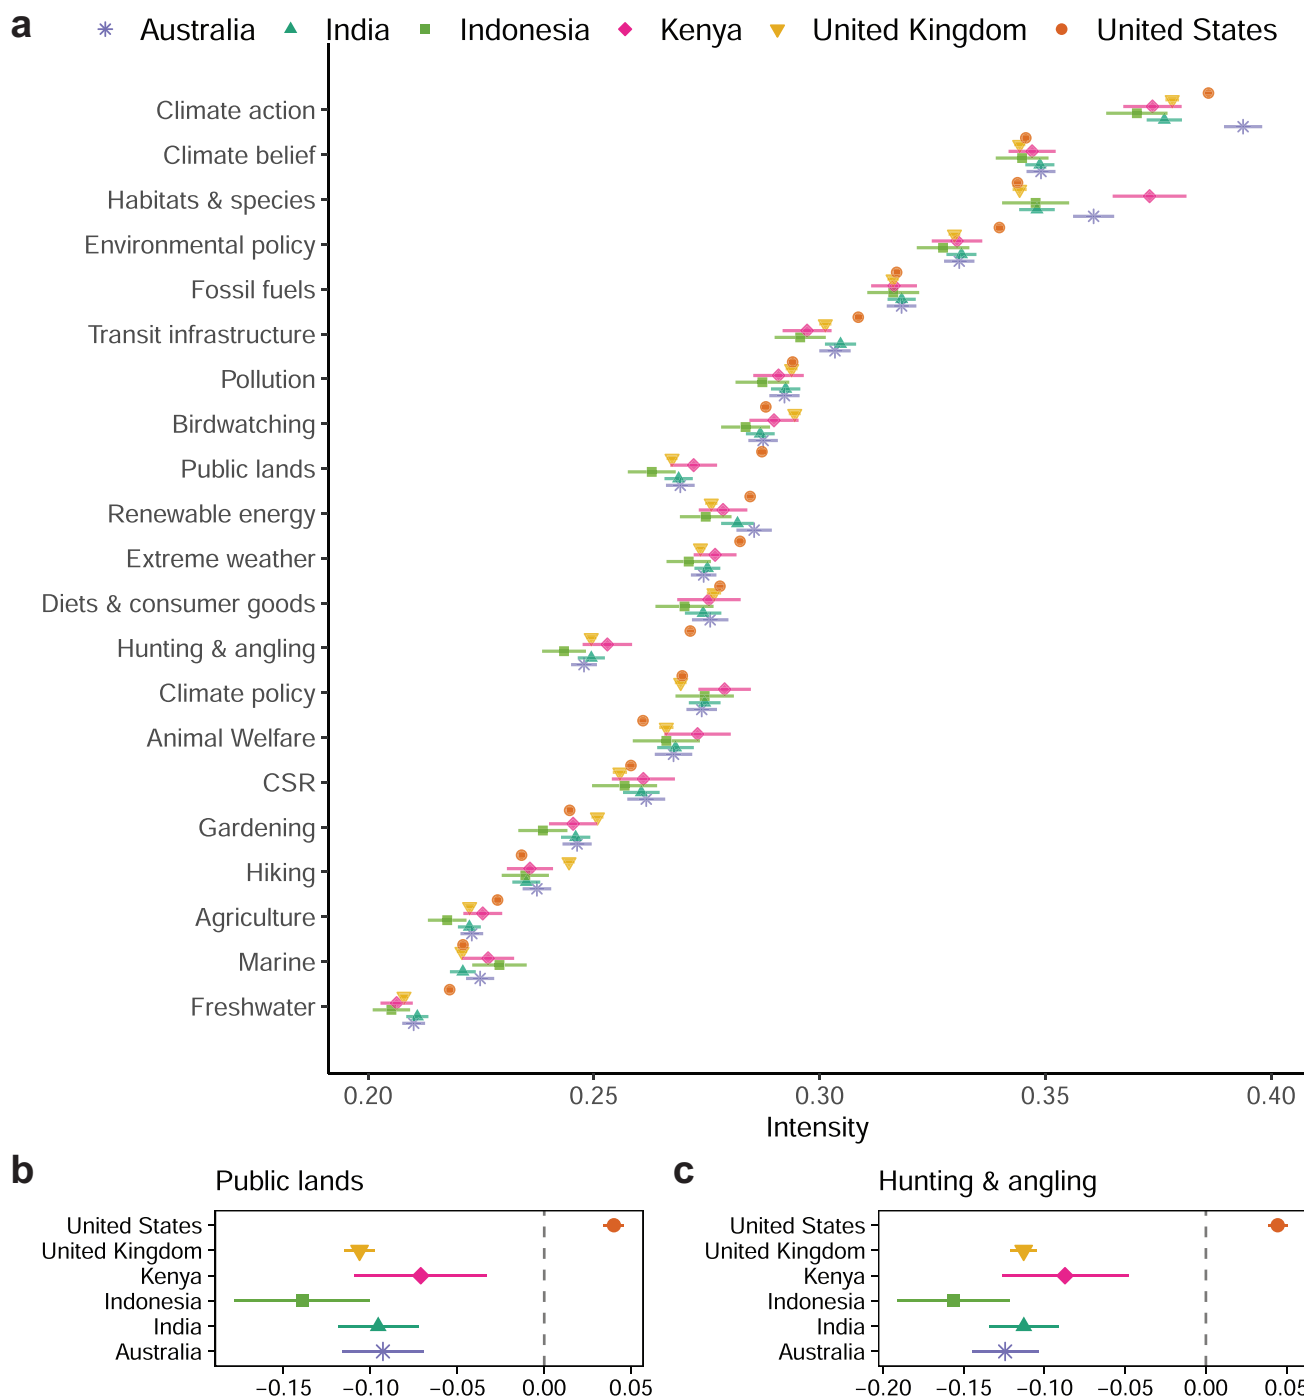 a
Australia India Indonesia Kenya United Kingdom United States
Climate action
Climate belief
Habitats & species
Environmental policy
Fossil fuels
Transit infrastructure
Pollution
Birdwatching
Public lands
Renewable energy
Extreme weather
Diets & consumer goods
Hunting & angling
Climate policy
Animal Welfare
CSR
Gardening
Hiking
Agriculture
Marine
Freshwater
0.20 0.25 0.30 0.35 0.40
Intensity
b
Public lands
United States
United Kingdom
Kenya
Indonesia
India
Australia
−0.15 −0.10 −0.05 0.00 0.05
c
Hunting & angling
United States
United Kingdom
Kenya
Indonesia
India
Australia
−0.20 −0.15 −0.10 −0.05 0.00 0.05